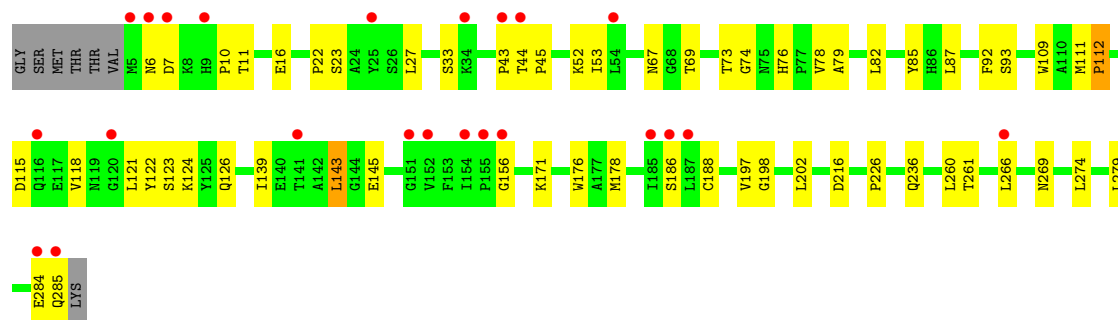 GLY SER MET THR THR VAL M5 N6 D7 K8 H9 P10 T11 E16 P22 S23 A24 Y25 S26 L27 S33 K34 P43 T44 P45 K52 I53 L54 N67 G68 T69 T73 G74 N75 H76 P77 V78 A79 L82 Y85 H86 L87 F92 S93 W109 A110 M111 P112
D115 Q116 E117 V118 N119 G120 L121 Y122 S123 K124 Y125 Q126 I139 E140 T141 A142 L143 G144 E145 G151 V152 F153 I154 P155 G156 K171 W176 A177 M178 I185 S186 L187 C188 V197 G198 L202 D216 P226 Q236 L260 T261 L266 N269 L274 L279
E284 Q285 LYS